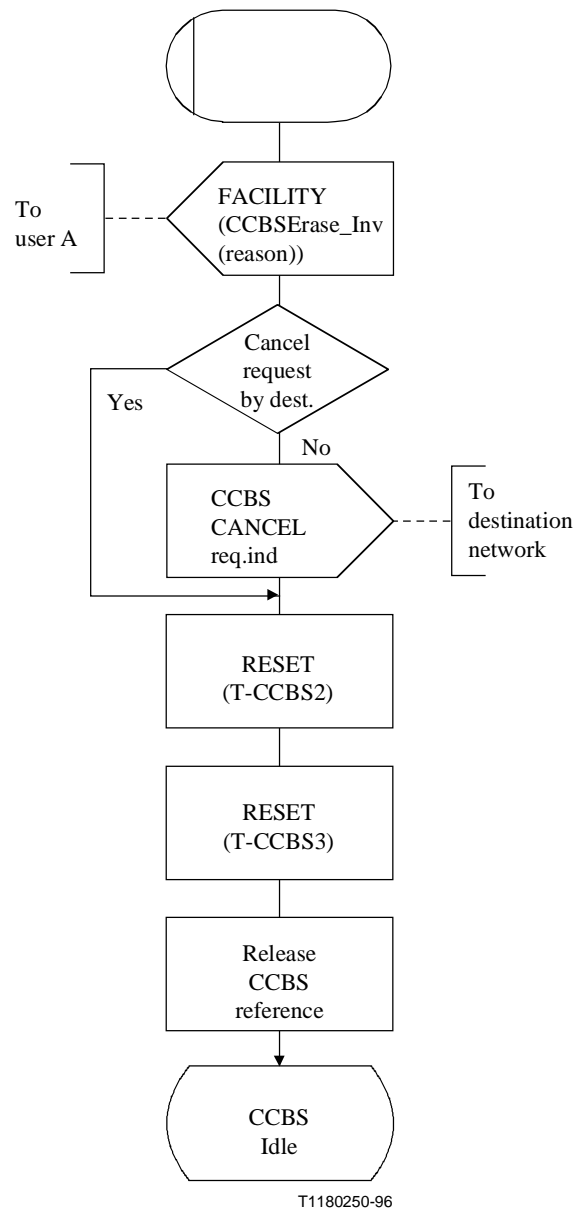 To
user A
FACILITY
(CCBSErase_Inv
(reason))
Cancel
request
by dest.
Yes
No
CCBS
CANCEL
req.ind
To
destination
network
RESET
(T-CCBS2)
RESET
(T-CCBS3)
Release
CCBS
reference
CCBS
Idle
T1180250-96